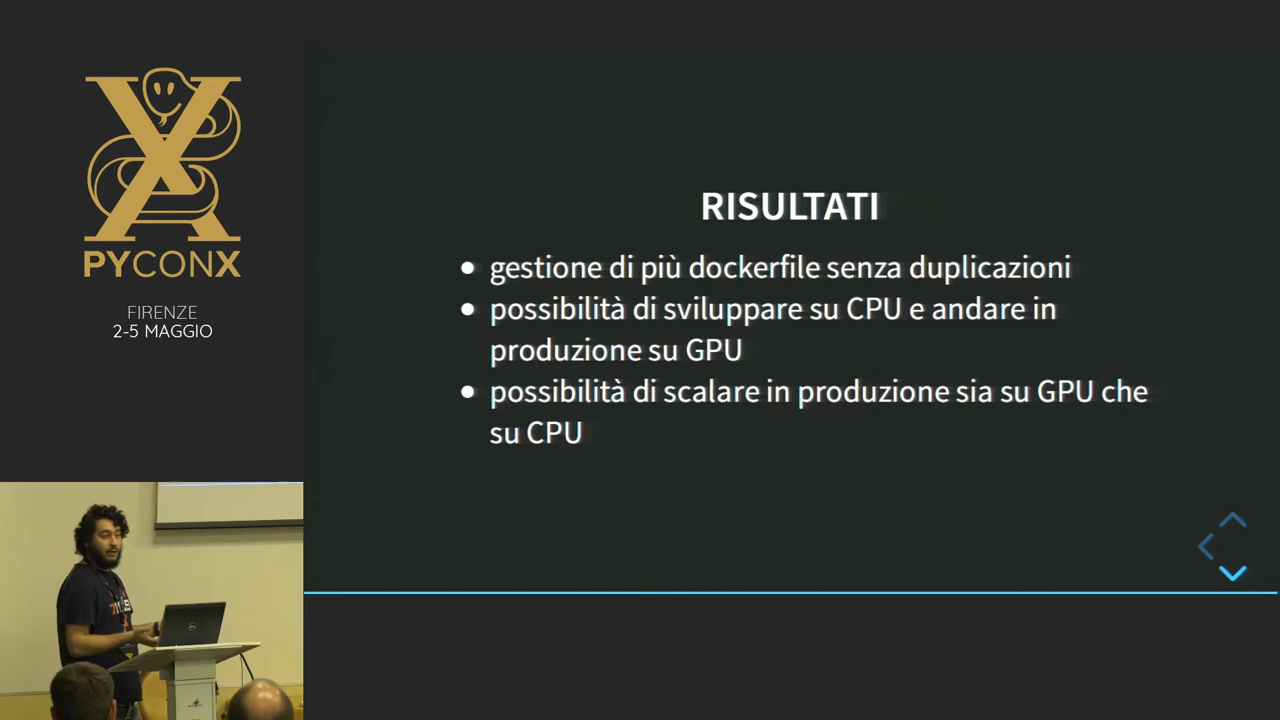 PYCONX
FIRENZE
2-5 MAGGIO
RISULTATI
gestione di più dockerfile senza duplicazioni
possibilità di sviluppare su CPU e andare in
produzione su GPU
possibilità di scalare in produzione sia su GPU che
su CPU